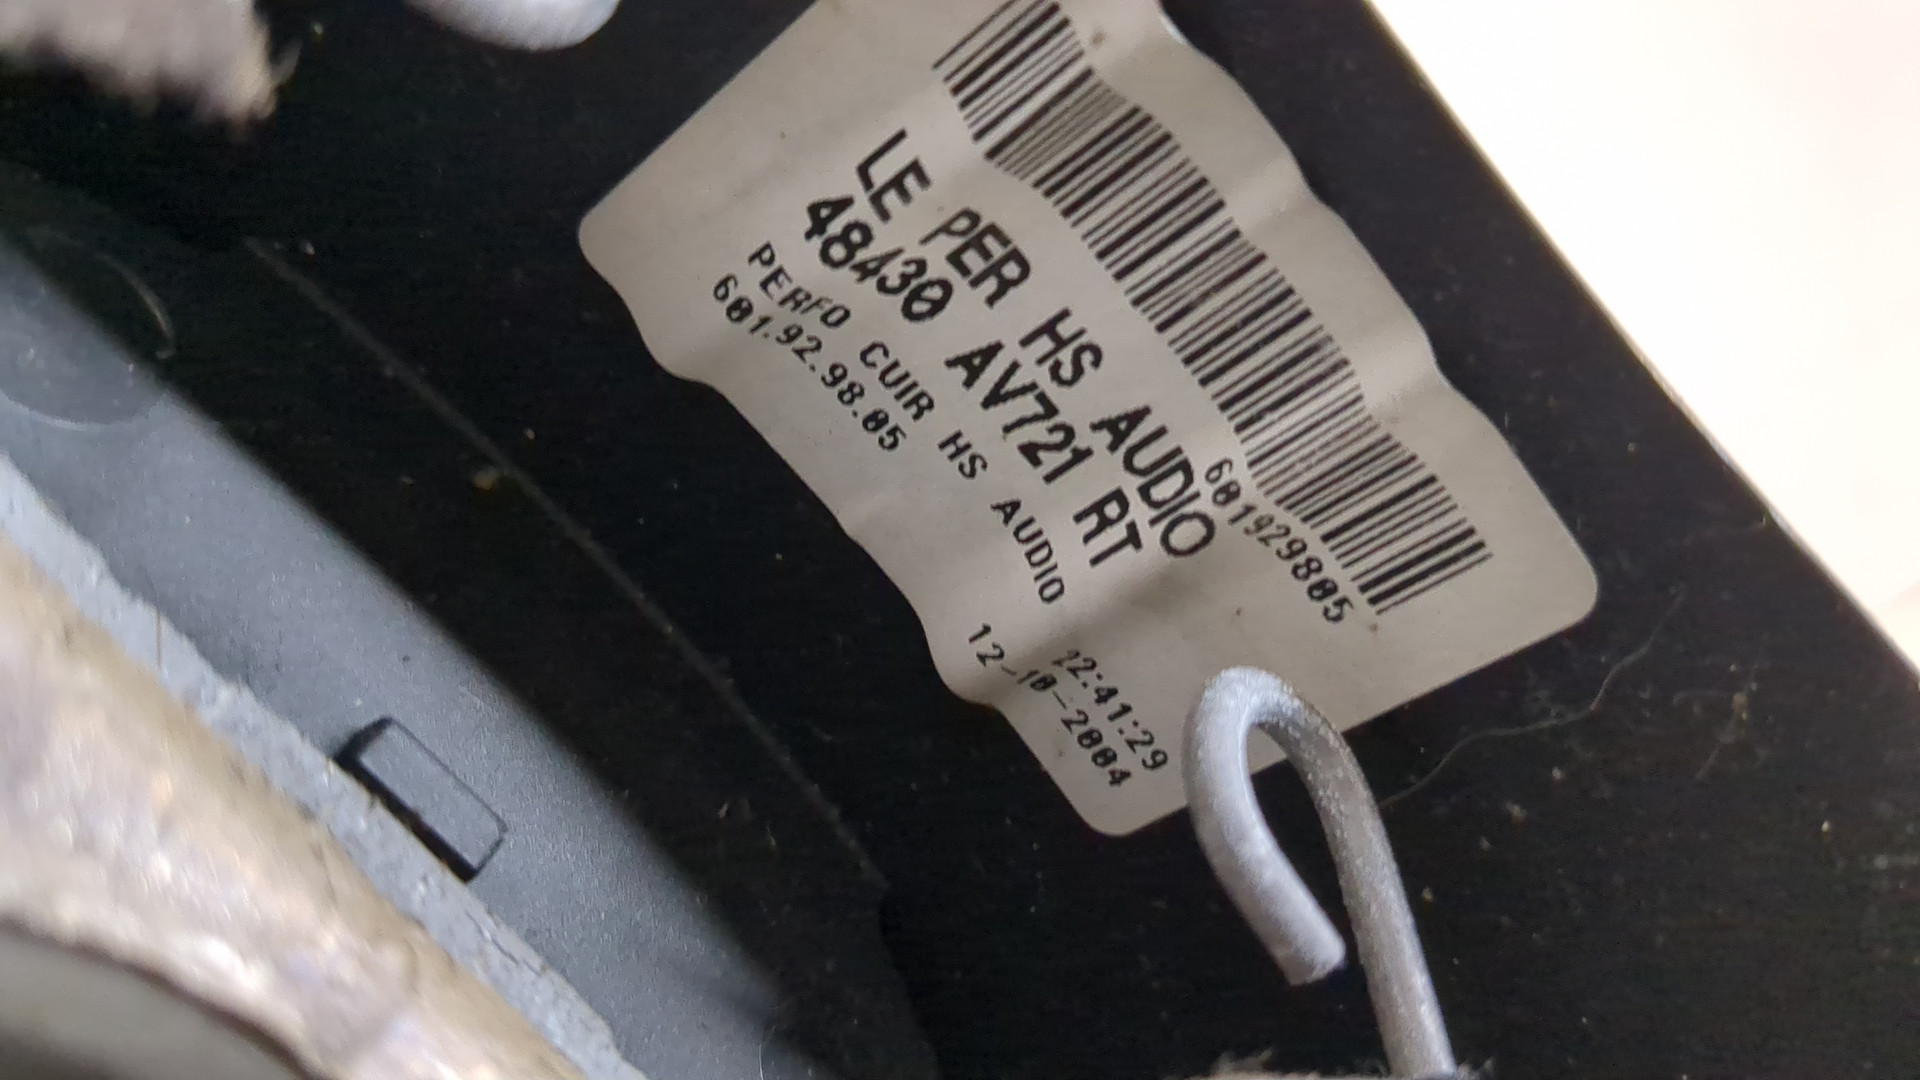 6019929805
LE PER HS AUDIO
48430 AV721 RT
PERFO CUIR HS AUDIO 22:41:29
601.92.98.05 12-10-2004